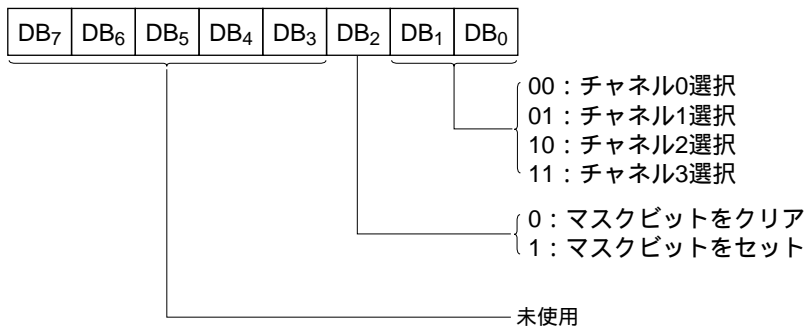 DB7 DB6 DB5 DB4 DB3 DB2 DB1 DB0
00：チャネル0選択
01：チャネル1選択
10：チャネル2選択
11：チャネル3選択
0：マスクビットをクリア
1：マスクビットをセット
未使用